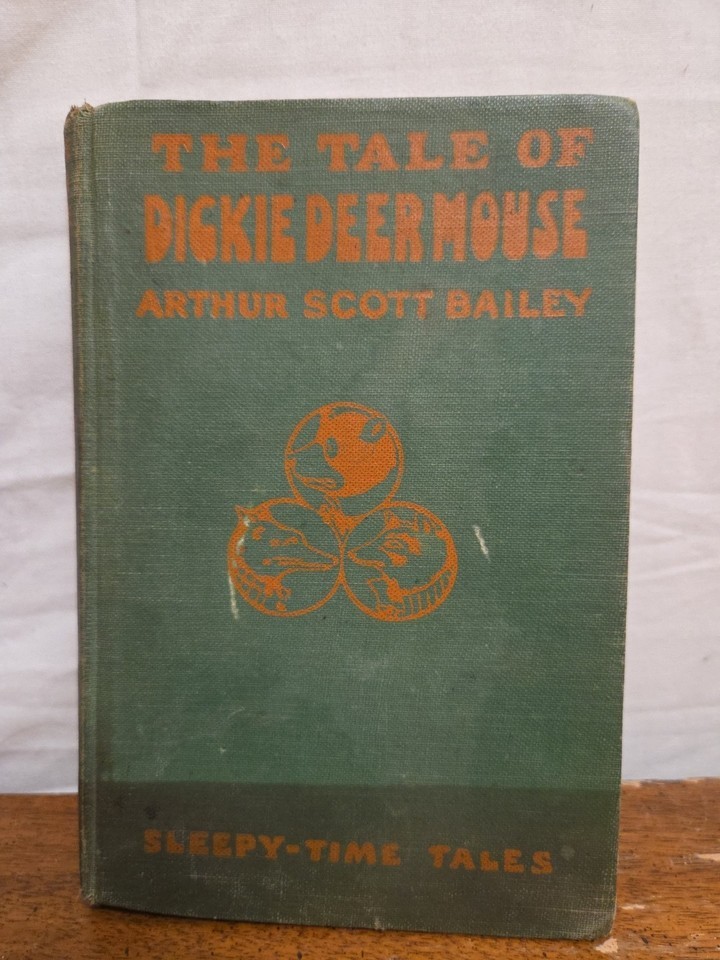 THE TALE OF
DICKIE DEER MOUSE
ARTHUR SCOTT BAILEY
SLEEPY-TIME TALES